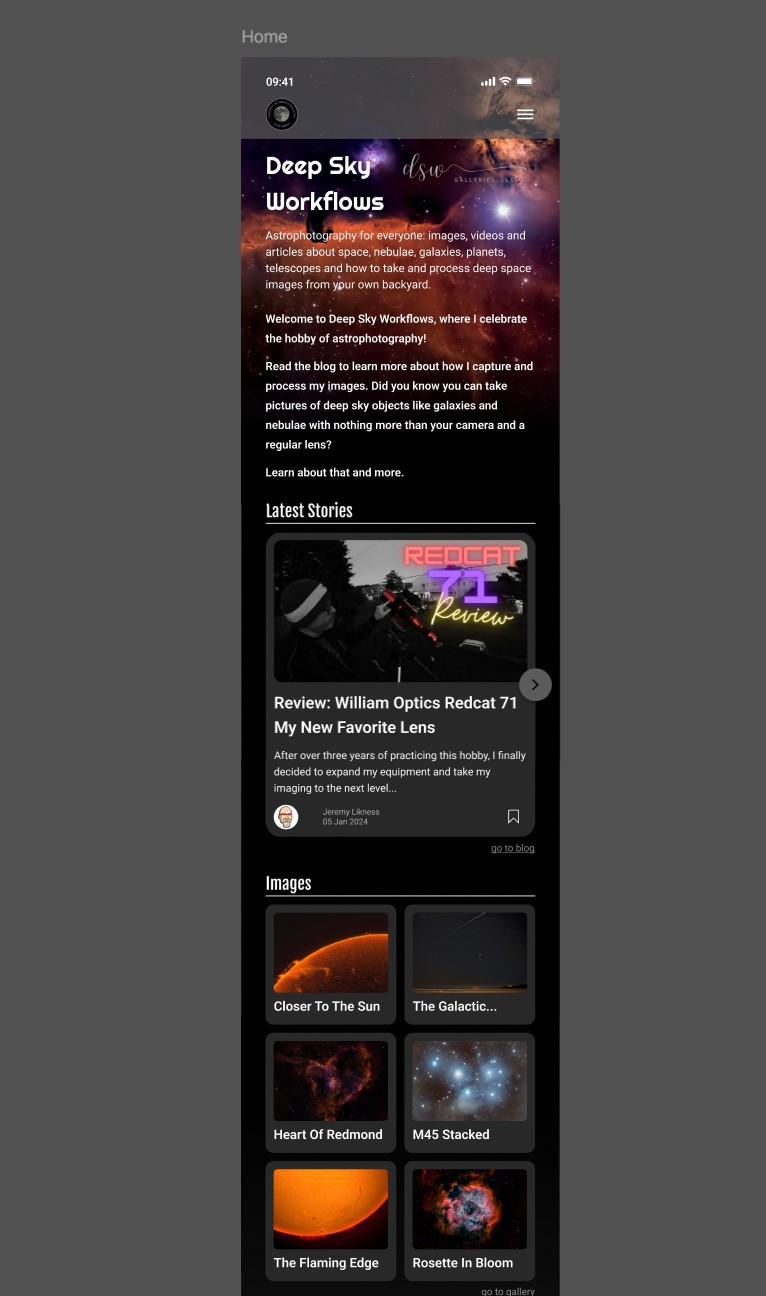 Home
09:41
Deep Sky
Workflows
dsw
GALLERIES, LLC
Astrophotography for everyone: images, videos and
articles about space, nebulae, galaxies, planets,
telescopes and how to take and process deep space
images from your own backyard.
Welcome to Deep Sky Workflows, where I celebrate
the hobby of astrophotography!
Read the blog to learn more about how I capture and
process my images. Did you know you can take
pictures of deep sky objects like galaxies and
nebulae with nothing more than your camera and a
regular lens?
Learn about that and more.
Latest Stories
REDCAT
71
Review
Review: William Optics Redcat 71
My New Favorite Lens
After over three years of practicing this hobby, I finally
decided to expand my equipment and take my
imaging to the next level...
Jeremy Likness
05 Jan 2024
go to blog
Images
Closer To The Sun
The Galactic...
Heart Of Redmond
M45 Stacked
The Flaming Edge
Rosette In Bloom
go to gallery